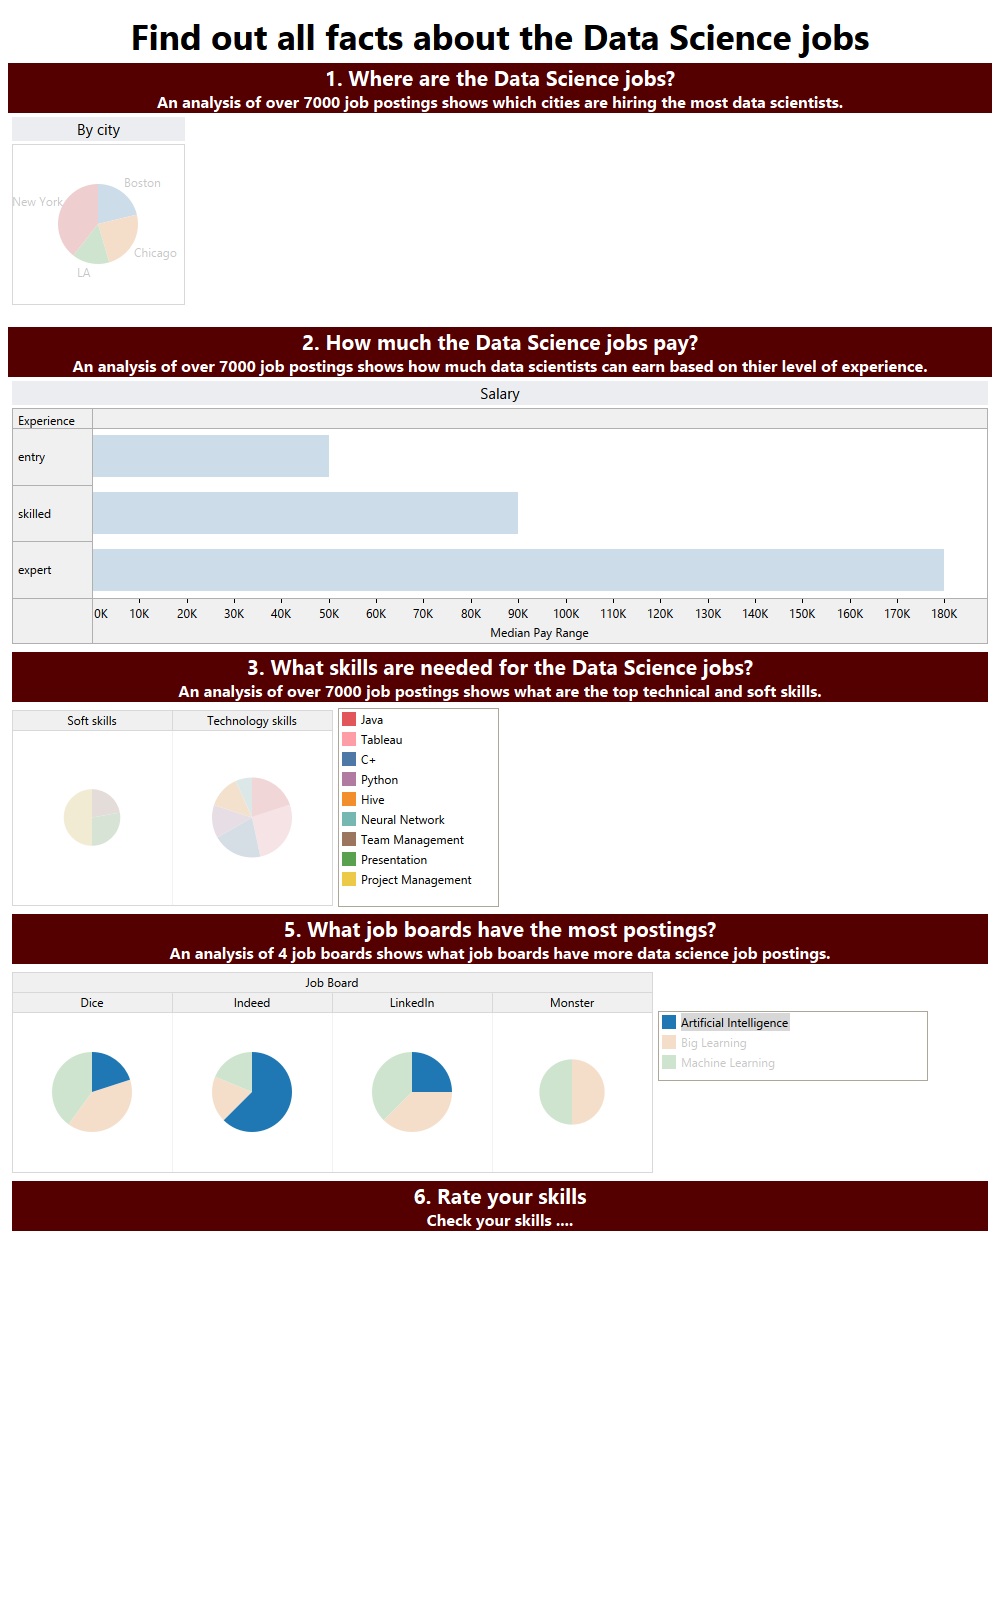 Find out all facts about the Data Science jobs
1. Where are the Data Science jobs?
An analysis of over 7000 job postings shows which cities are hiring the most data scientists.
By city
Boston
New York
Chicago
LA
2. How much the Data Science jobs pay?
An analysis of over 7000 job postings shows how much data scientists can earn based on thier level of experience.
Salary
Experience
entry
skilled
expert
0K 10K 20K 30K 40K 50K 60K 70K 80K 90K 100K 110K 120K 130K 140K 150K 160K 170K 180K
Median Pay Range
3. What skills are needed for the Data Science jobs?
An analysis of over 7000 job postings shows what are the top technical and soft skills.
Soft skills Technology skills
Java
Tableau
C+
Python
Hive
Neural Network
Team Management
Presentation
Project Management
5. What job boards have the most postings?
An analysis of 4 job boards shows what job boards have more data science job postings.
Job Board
Dice Indeed LinkedIn Monster
Artificial Intelligence
Big Learning
Machine Learning
6. Rate your skills
Check your skills ....